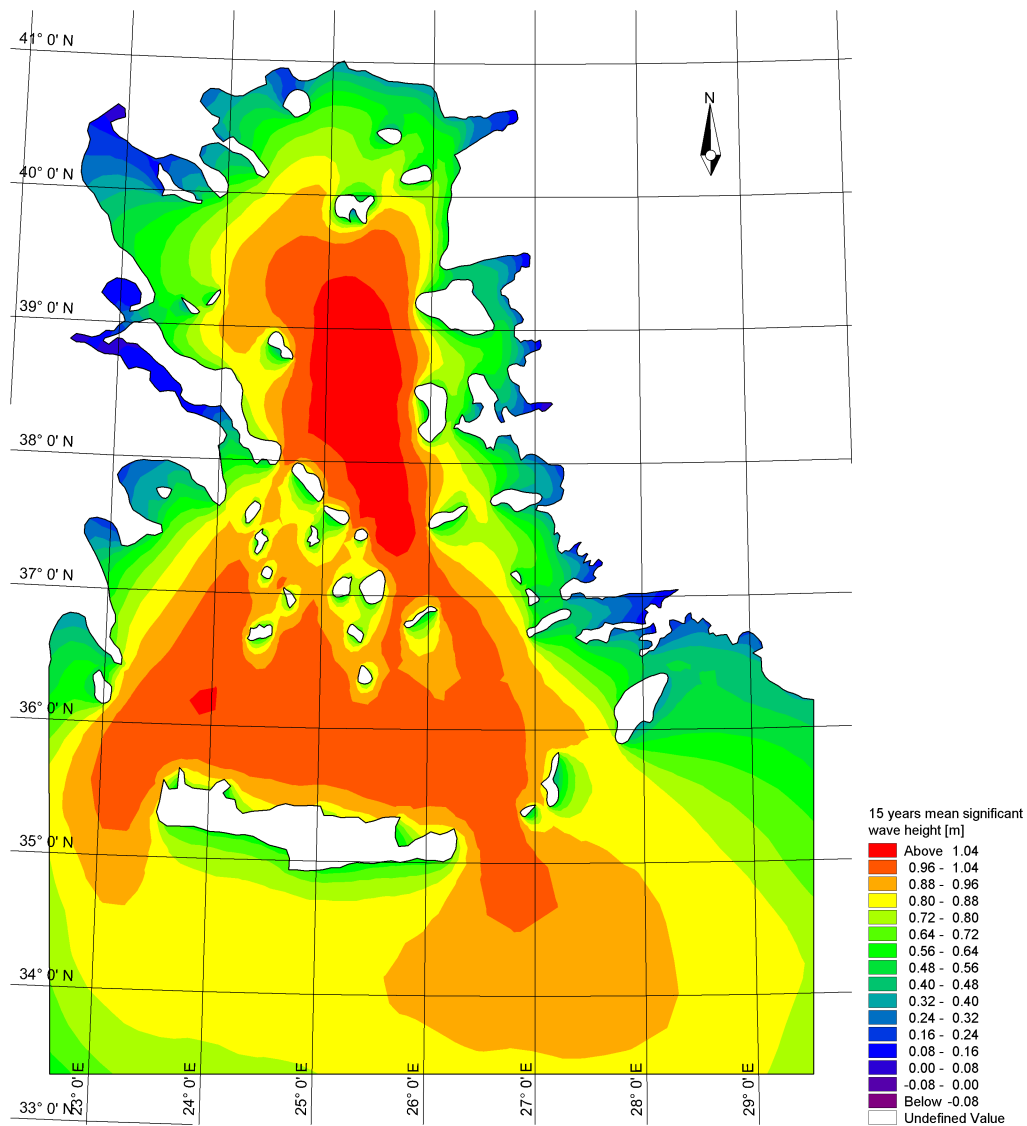 41° 0' N
N
40° 0' N
39° 0' N
38° 0' N
37° 0' N
36° 0' N
35° 0' N
34° 0' N
33° 0' N
23° 0' E
24° 0' E
25° 0' E
26° 0' E
27° 0' E
28° 0' E
29° 0' E
15 years mean significant
wave height [m]
Above 1.04
0.96 - 1.04
0.88 - 0.96
0.80 - 0.88
0.72 - 0.80
0.64 - 0.72
0.56 - 0.64
0.48 - 0.56
0.40 - 0.48
0.32 - 0.40
0.24 - 0.32
0.16 - 0.24
0.08 - 0.16
0.00 - 0.08
-0.08 - 0.00
Below -0.08
Undefined Value